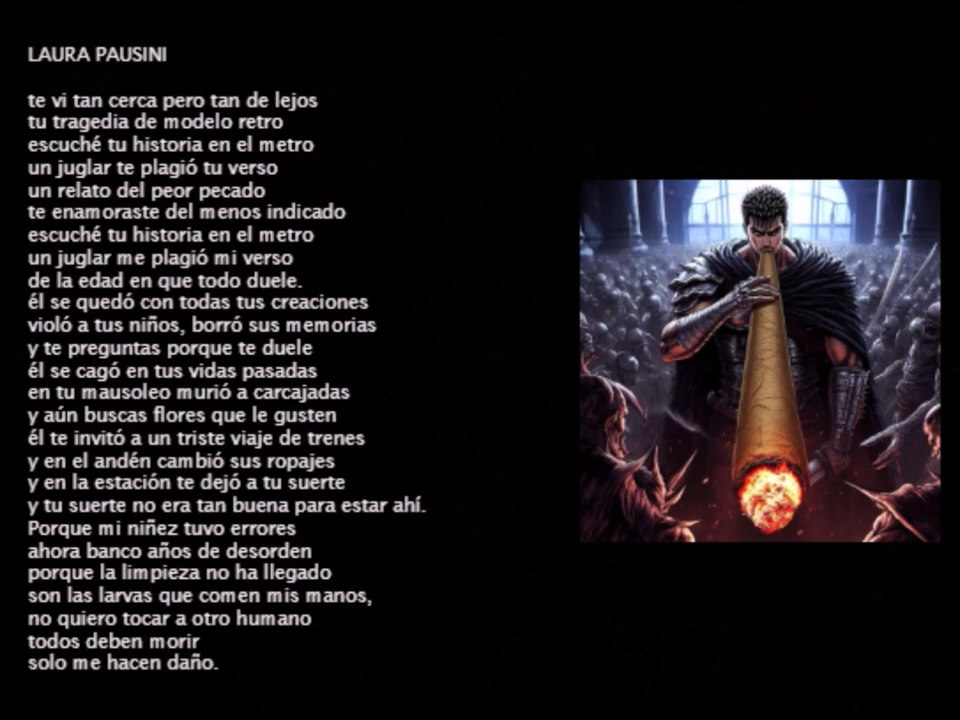 LAURA PAUSINI
te vi tan cerca pero tan de lejos
tu tragedia de modelo retro
escuché tu historia en el metro
un juglar te plagió tu verso
un relato del peor pecado
te enamoraste del menos indicado
escuché tu historia en el metro
un juglar me plagió mi verso
de la edad en que todo duele.
él se quedó con todas tus creaciones
violó a tus niños, borró sus memorias
y te preguntas porque te duele
él se cagó en tus vidas pasadas
en tu mausoleo murió a carcajadas
y aún buscas flores que le gusten
él te invitó a un triste viaje de trenes
y en el andén cambió sus ropajes
y en la estación te dejó a tu suerte
y tu suerte no era tan buena para estar ahí.
Porque mi niñez tuvo errores
ahora banco años de desorden
porque la limpieza no ha llegado
son las larvas que comen mis manos,
no quiero tocar a otro humano
todos deben morir
solo me hacen daño.